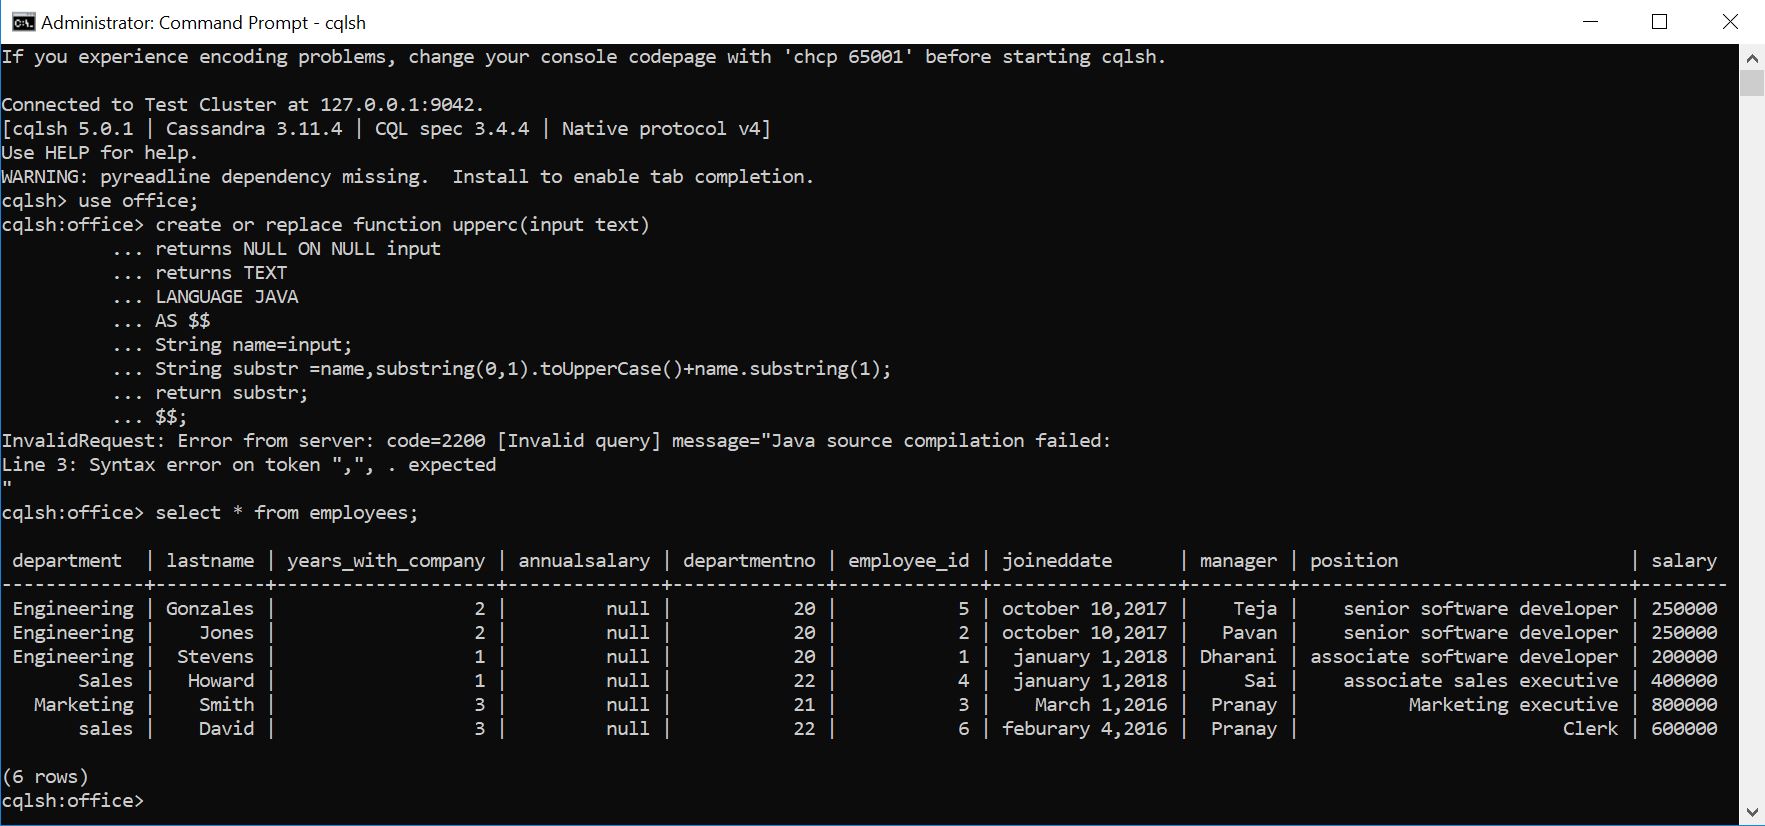 Administrator: Command Prompt - cqlsh
If you experience encoding problems, change your console codepage with 'chcp 65001' before starting cqlsh.
Connected to Test Cluster at 127.0.0.1:9042.
[cqlsh 5.0.1 | Cassandra 3.11.4 | CQL spec 3.4.4 | Native protocol v4]
Use HELP for help.
WARNING: pyreadline dependency missing.  Install to enable tab completion.
cqlsh> use office;
cqlsh:office> create or replace function upperc(input text)
          ... returns NULL ON NULL input
          ... returns TEXT
          ... LANGUAGE JAVA
          ... AS $$
          ... String name=input;
          ... String substr =name,substring(0,1).toUpperCase()+name.substring(1);
          ... return substr;
          ... $$;
InvalidRequest: Error from server: code=2200 [Invalid query] message="Java source compilation failed:
Line 3: Syntax error on token ",", . expected
"
cqlsh:office> select * from employees;
 department  | lastname | years_with_company | annualsalary | departmentno | employee_id | joineddate      | manager | position                     | salary
-------------+----------+--------------------+--------------+--------------+-------------+-----------------+---------+------------------------------+--------
 Engineering | Gonzales |                  2 |         null |           20 |           5 | october 10,2017 |    Teja |    senior software developer | 250000
 Engineering |    Jones |                  2 |         null |           20 |           2 | october 10,2017 |   Pavan |    senior software developer | 250000
 Engineering |  Stevens |                  1 |         null |           20 |           1 |  january 1,2018 | Dharani | associate software developer | 200000
       Sales |   Howard |                  1 |         null |           22 |           4 |  january 1,2018 |     Sai |    associate sales executive | 400000
   Marketing |    Smith |                  3 |         null |           21 |           3 |    March 1,2016 |  Pranay |          Marketing executive | 800000
       sales |    David |                  3 |         null |           22 |           6 | feburary 4,2016 |  Pranay |                        Clerk | 600000
(6 rows)
cqlsh:office>